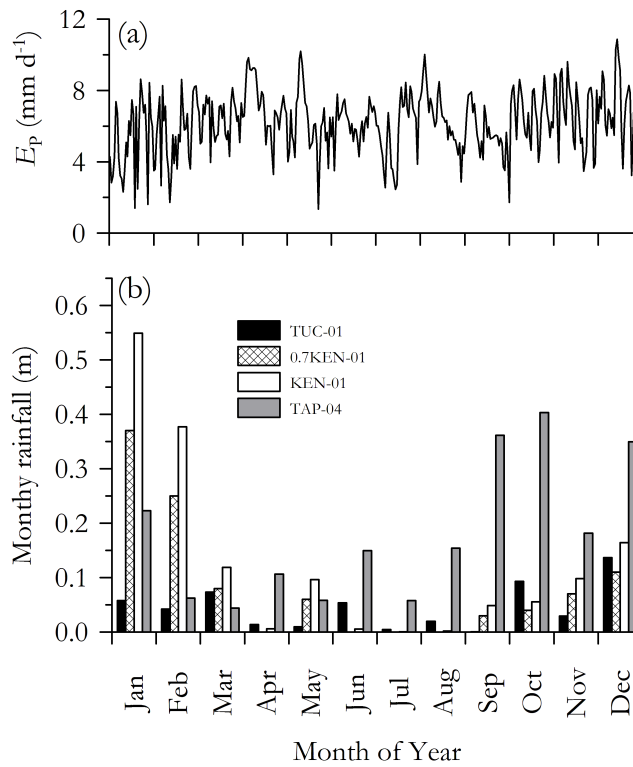 (a)
E_p (mm d⁻¹)
12
8
4
0
(b)
Monthy rainfall (m)
0.6
0.5
0.4
0.3
0.2
0.1
0.0
TUC-01
0.7KEN-01
KEN-01
TAP-04
Jan Feb Mar Apr May Jun Jul Aug Sep Oct Nov Dec
Month of Year